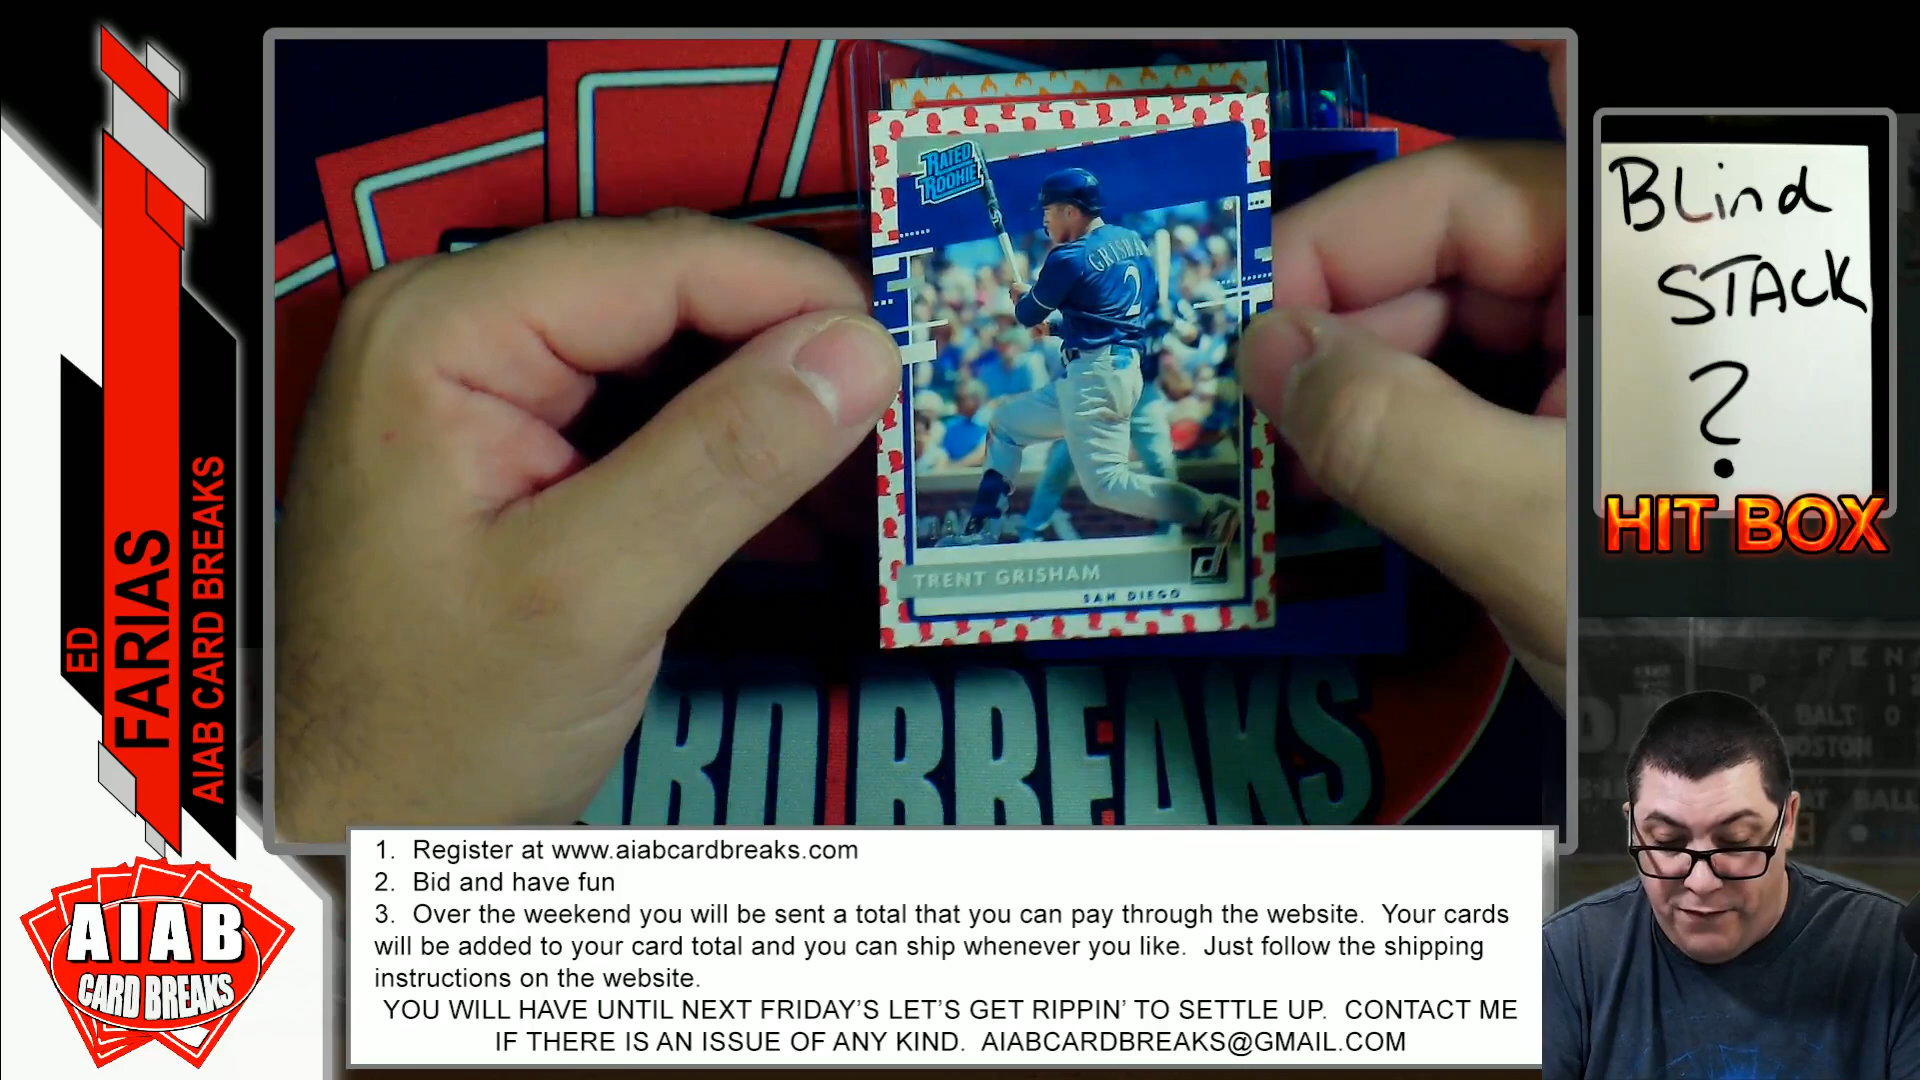 ED
FARIAS
AIAB CARD BREAKS
AIAB
CARD BREAKS
RATED
ROOKIE
GRISHAM
2
TRENT GRISHAM
SAN DIEGO
BREAKS
BLind
STACK
?
HIT BOX
BALT 0
BALL
1. Register at www.aiabcardbreaks.com
2. Bid and have fun
3. Over the weekend you will be sent a total that you can pay through the website. Your cards
will be added to your card total and you can ship whenever you like. Just follow the shipping
instructions on the website.
YOU WILL HAVE UNTIL NEXT FRIDAY’S LET’S GET RIPPIN’ TO SETTLE UP. CONTACT ME
IF THERE IS AN ISSUE OF ANY KIND. AIABCARDBREAKS@GMAIL.COM